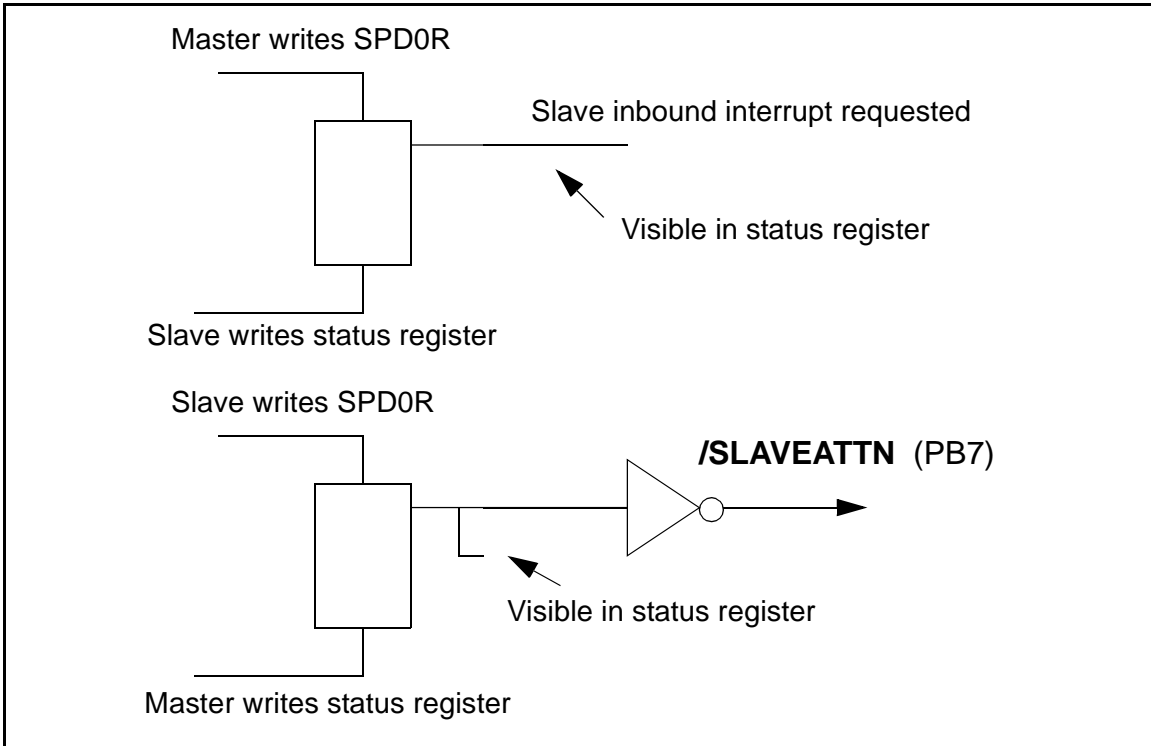 Master writes SPD0R
Slave inbound interrupt requested
Visible in status register
Slave writes status register
Slave writes SPD0R
/SLAVEATTN (PB7)
Visible in status register
Master writes status register